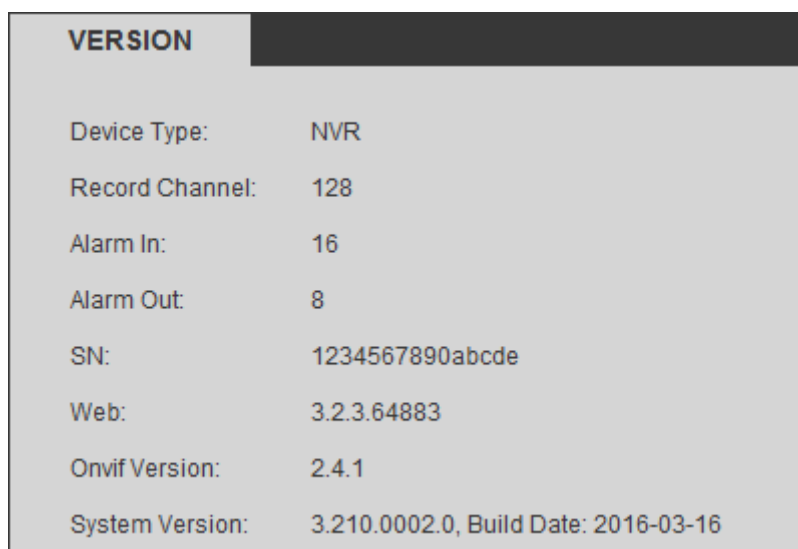 VERSION
Device Type: NVR
Record Channel: 128
Alarm In: 16
Alarm Out: 8
SN: 1234567890abcde
Web: 3.2.3.64883
Onvif Version: 2.4.1
System Version: 3.210.0002.0, Build Date: 2016-03-16